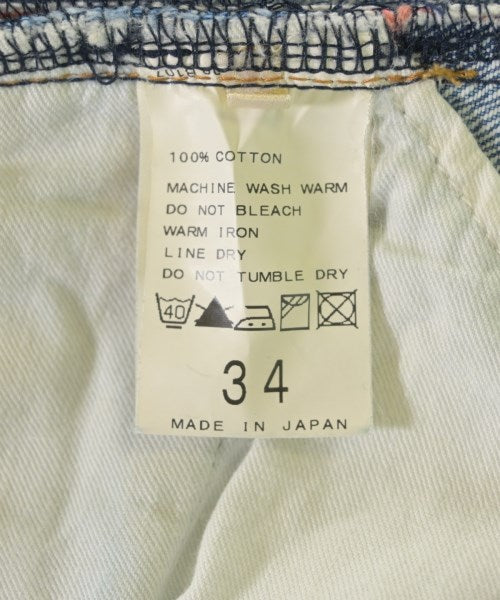 100% COTTON
MACHINE WASH WARM
DO NOT BLEACH
WARM IRON
LINE DRY
DO NOT TUMBLE DRY
40
34
MADE IN JAPAN